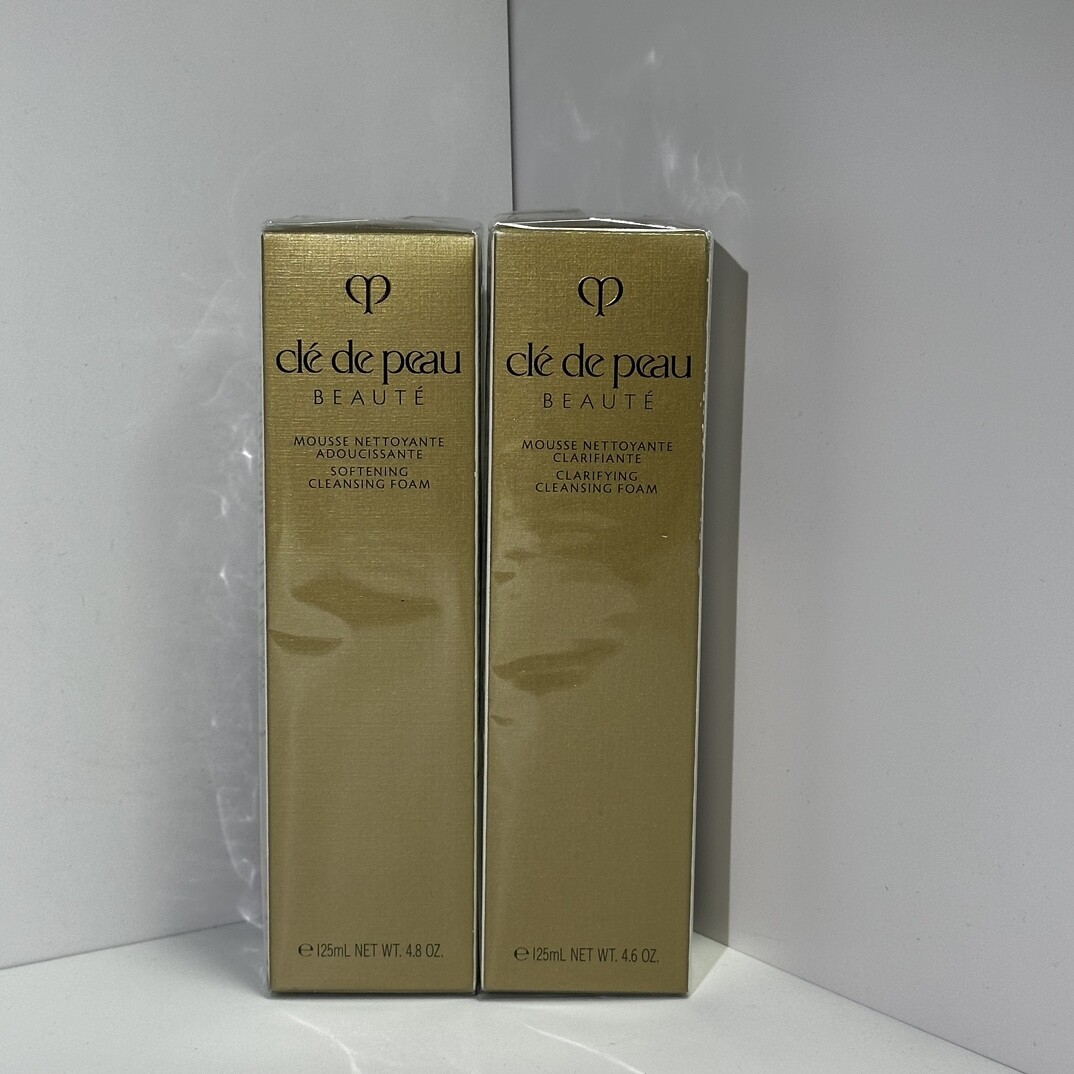 clé de peau
BEAUTÉ
MOUSSE NETTOYANTE
ADOUCISSANTE
SOFTENING
CLEANSING FOAM
℮ 125mL NET WT. 4.8 OZ.
clé de peau
BEAUTÉ
MOUSSE NETTOYANTE
CLARIFIANTE
CLARIFYING
CLEANSING FOAM
℮ 125mL NET WT. 4.6 OZ.